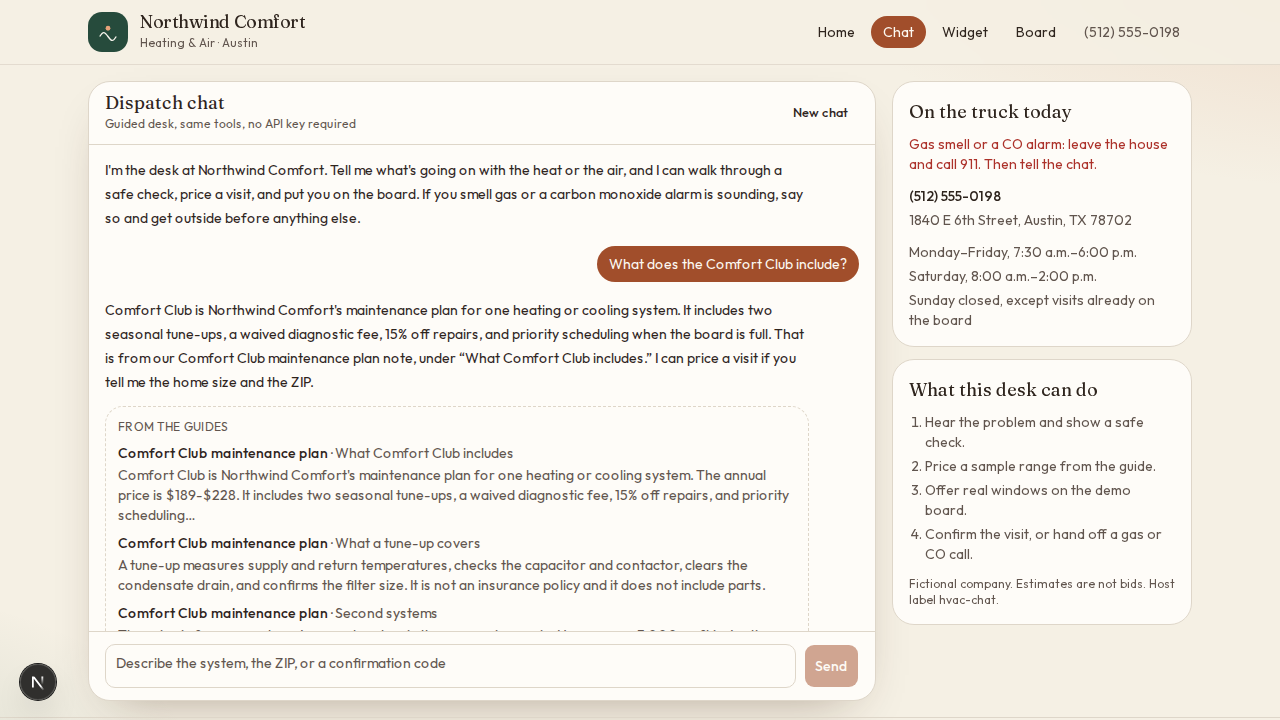 Northwind Comfort
Heating & Air · Austin
Home
Chat
Widget
Board
(512) 555-0198
Dispatch chat
Guided desk, same tools, no API key required
New chat
I'm the desk at Northwind Comfort. Tell me what's going on with the heat or the air, and I can walk through a
safe check, price a visit, and put you on the board. If you smell gas or a carbon monoxide alarm is sounding, say
so and get outside before anything else.
What does the Comfort Club include?
Comfort Club is Northwind Comfort's maintenance plan for one heating or cooling system. It includes two
seasonal tune-ups, a waived diagnostic fee, 15% off repairs, and priority scheduling when the board is full. That
is from our Comfort Club maintenance plan note, under “What Comfort Club includes.” I can price a visit if you
tell me the home size and the ZIP.
FROM THE GUIDES
Comfort Club maintenance plan · What Comfort Club includes
Comfort Club is Northwind Comfort's maintenance plan for one heating or cooling system. The annual
price is $189-$228. It includes two seasonal tune-ups, a waived diagnostic fee, 15% off repairs, and priority
scheduling…
Comfort Club maintenance plan · What a tune-up covers
A tune-up measures supply and return temperatures, checks the capacitor and contactor, clears the
condensate drain, and confirms the filter size. It is not an insurance policy and it does not include parts.
Comfort Club maintenance plan · Second systems
Describe the system, the ZIP, or a confirmation code
Send
On the truck today
Gas smell or a CO alarm: leave the house
and call 911. Then tell the chat.
(512) 555-0198
1840 E 6th Street, Austin, TX 78702
Monday–Friday, 7:30 a.m.–6:00 p.m.
Saturday, 8:00 a.m.–2:00 p.m.
Sunday closed, except visits already on
the board
What this desk can do
1. Hear the problem and show a safe
check.
2. Price a sample range from the guide.
3. Offer real windows on the demo
board.
4. Confirm the visit, or hand off a gas or
CO call.
Fictional company. Estimates are not bids. Host
label hvac-chat.
N